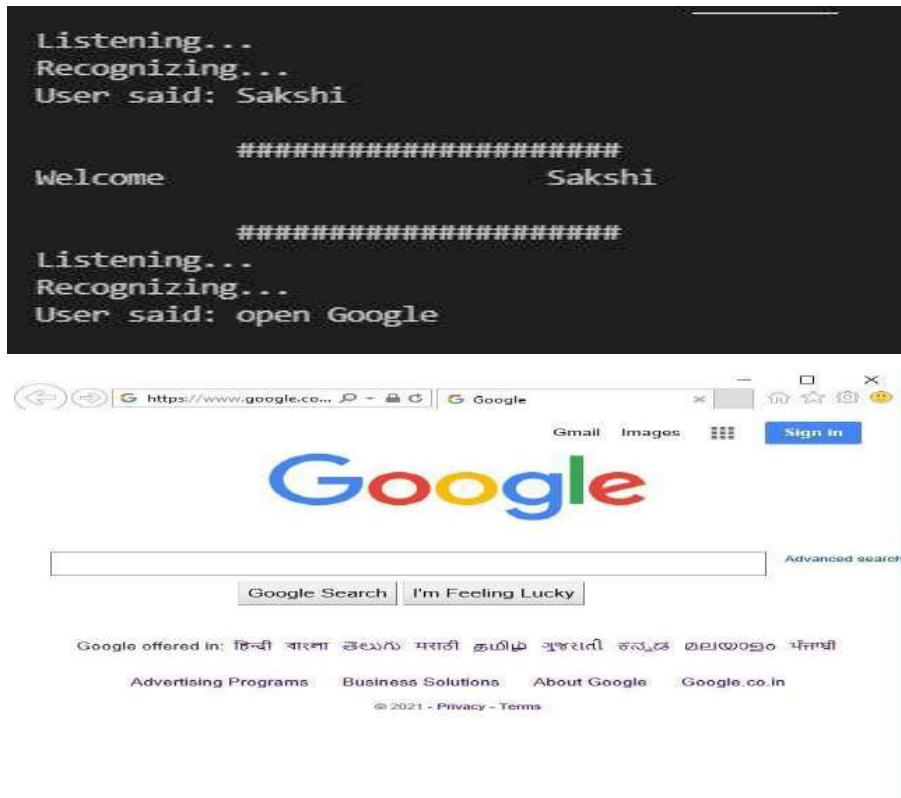 Listening...
Recognizing...
User said: Sakshi
#####################
Welcome Sakshi
#####################
Listening...
Recognizing...
User said: open Google
https://www.google.co... Google
Gmail Images Sign in
Google
Advanced search
Google Search I'm Feeling Lucky
Google offered in: हिन्दी বাংলা తెలుగు मराठी தமிழ் ગુજરાતી ಕನ್ನಡ മലയാളം ਪੰਜਾਬੀ
Advertising Programs Business Solutions About Google Google.co.in
© 2021 - Privacy - Terms